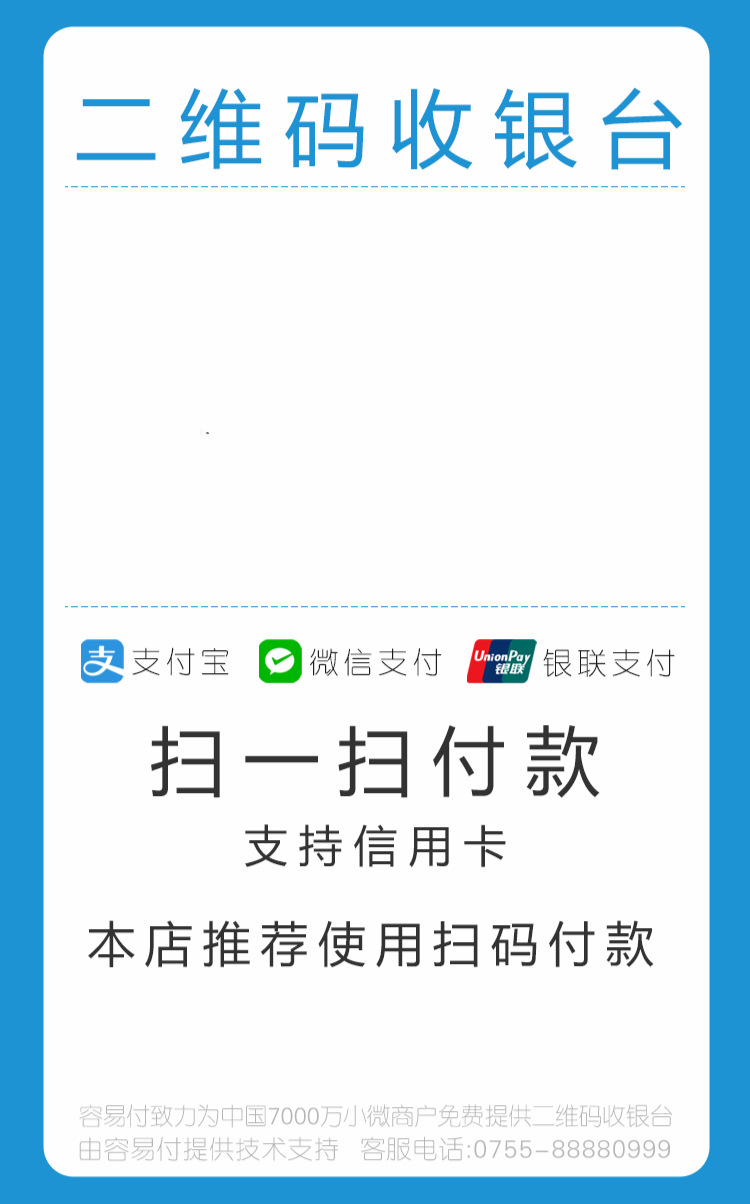 二维码收银台
支 支付宝 微信支付 UnionPay 银联 银联支付
扫一扫付款
支持信用卡
本店推荐使用扫码付款
容易付致力为中国7000万小微商户免费提供二维码收银台
由容易付提供技术支持 客服电话:0755-88880999